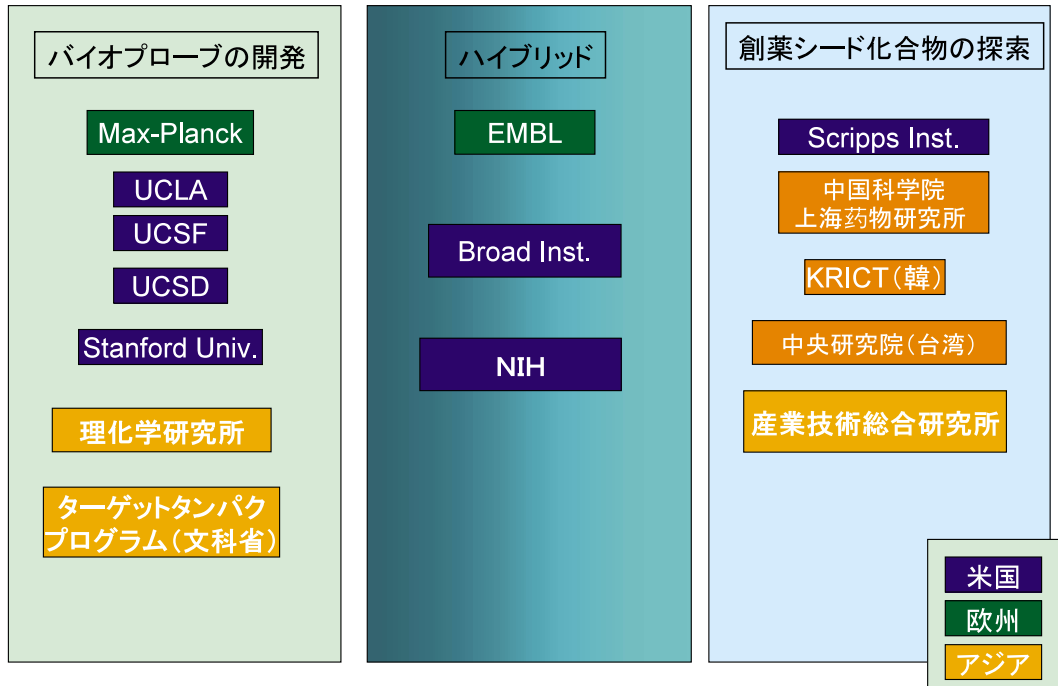 バイオプローブの開発
Max-Planck
UCLA
UCSF
UCSD
Stanford Univ.
理化学研究所
ターゲットタンパク
プログラム（文科省）
ハイブリッド
EMBL
Broad Inst.
NIH
創薬シード化合物の探索
Scripps Inst.
中国科学院
上海药物研究所
KRICT（韓）
中央研究院（台湾）
産業技術総合研究所
米国
欧州
アジア